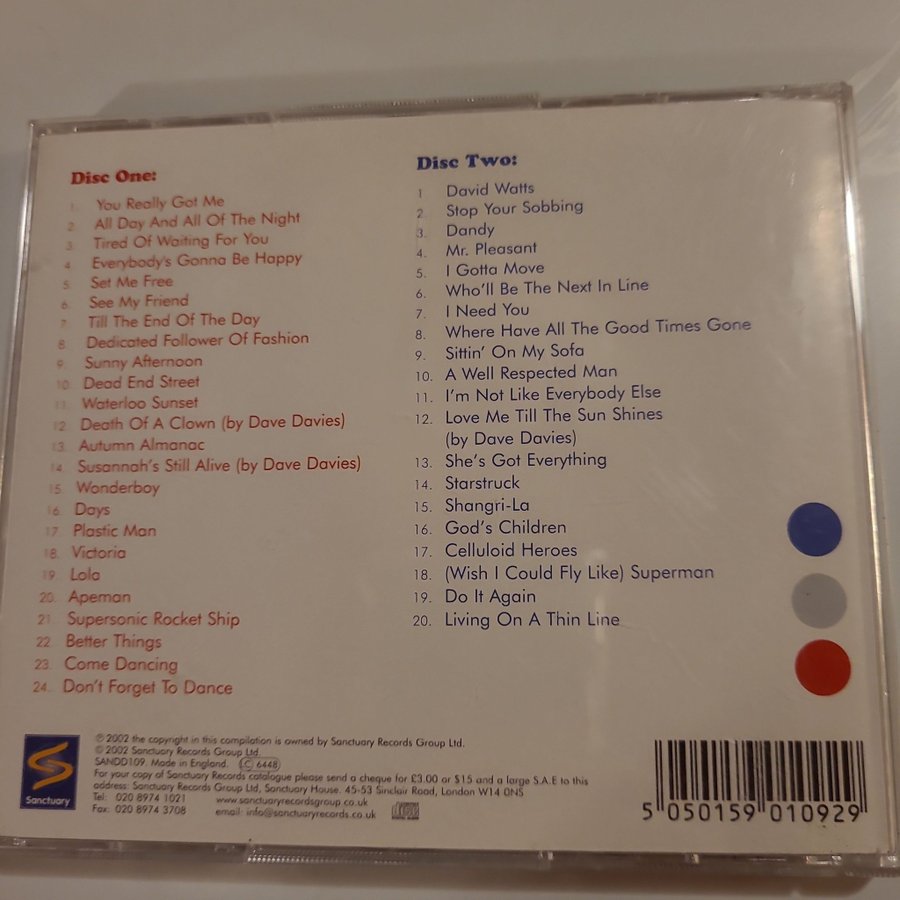 Disc One:
1. You Really Got Me
2. All Day And All Of The Night
3. Tired Of Waiting For You
4. Everybody's Gonna Be Happy
5. Set Me Free
6. See My Friend
7. Till The End Of The Day
8. Dedicated Follower Of Fashion
9. Sunny Afternoon
10. Dead End Street
11. Waterloo Sunset
12. Death Of A Clown (by Dave Davies)
13. Autumn Almanac
14. Susannah's Still Alive (by Dave Davies)
15. Wonderboy
16. Days
17. Plastic Man
18. Victoria
19. Lola
20. Apeman
21. Supersonic Rocket Ship
22. Better Things
23. Come Dancing
24. Don't Forget To Dance
Disc Two:
1 David Watts
2. Stop Your Sobbing
3. Dandy
4. Mr. Pleasant
5. I Gotta Move
6. Who'll Be The Next In Line
7. I Need You
8. Where Have All The Good Times Gone
9. Sittin' On My Sofa
10. A Well Respected Man
11. I'm Not Like Everybody Else
12. Love Me Till The Sun Shines
(by Dave Davies)
13. She's Got Everything
14. Starstruck
15. Shangri-La
16. God's Children
17. Celluloid Heroes
18. (Wish I Could Fly Like) Superman
19. Do It Again
20. Living On A Thin Line
Sanctuary
℗ 2002 the copyright in this compilation is owned by Sanctuary Records Group Ltd.
© 2002 Sanctuary Records Group Ltd.
SANDD109. Made in England. LC 6448
For your copy of Sanctuary Records catalogue please send a cheque for £3.00 or $15 and a large S.A.E to this
address: Sanctuary Records Group Ltd, Sanctuary House. 45-53 Sinclair Road, London W14 0NS
Tel: 020 8974 1021 www.sanctuaryrecordsgroup.co.uk
Fax: 020 8974 3708 email: info@sanctuaryrecords.co.uk
5 050159 010929